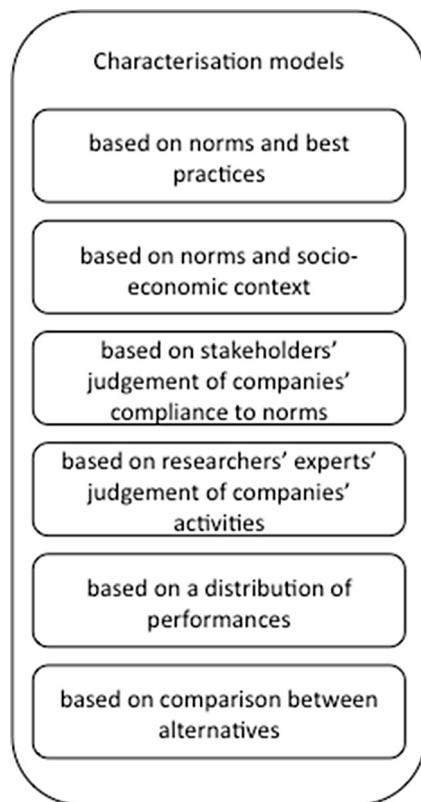 Characterisation models
based on norms and best
practices
based on norms and socio-
economic context
based on stakeholders’
judgement of companies’
compliance to norms
based on researchers’ experts’
judgement of companies’
activities
based on a distribution of
performances
based on comparison between
alternatives